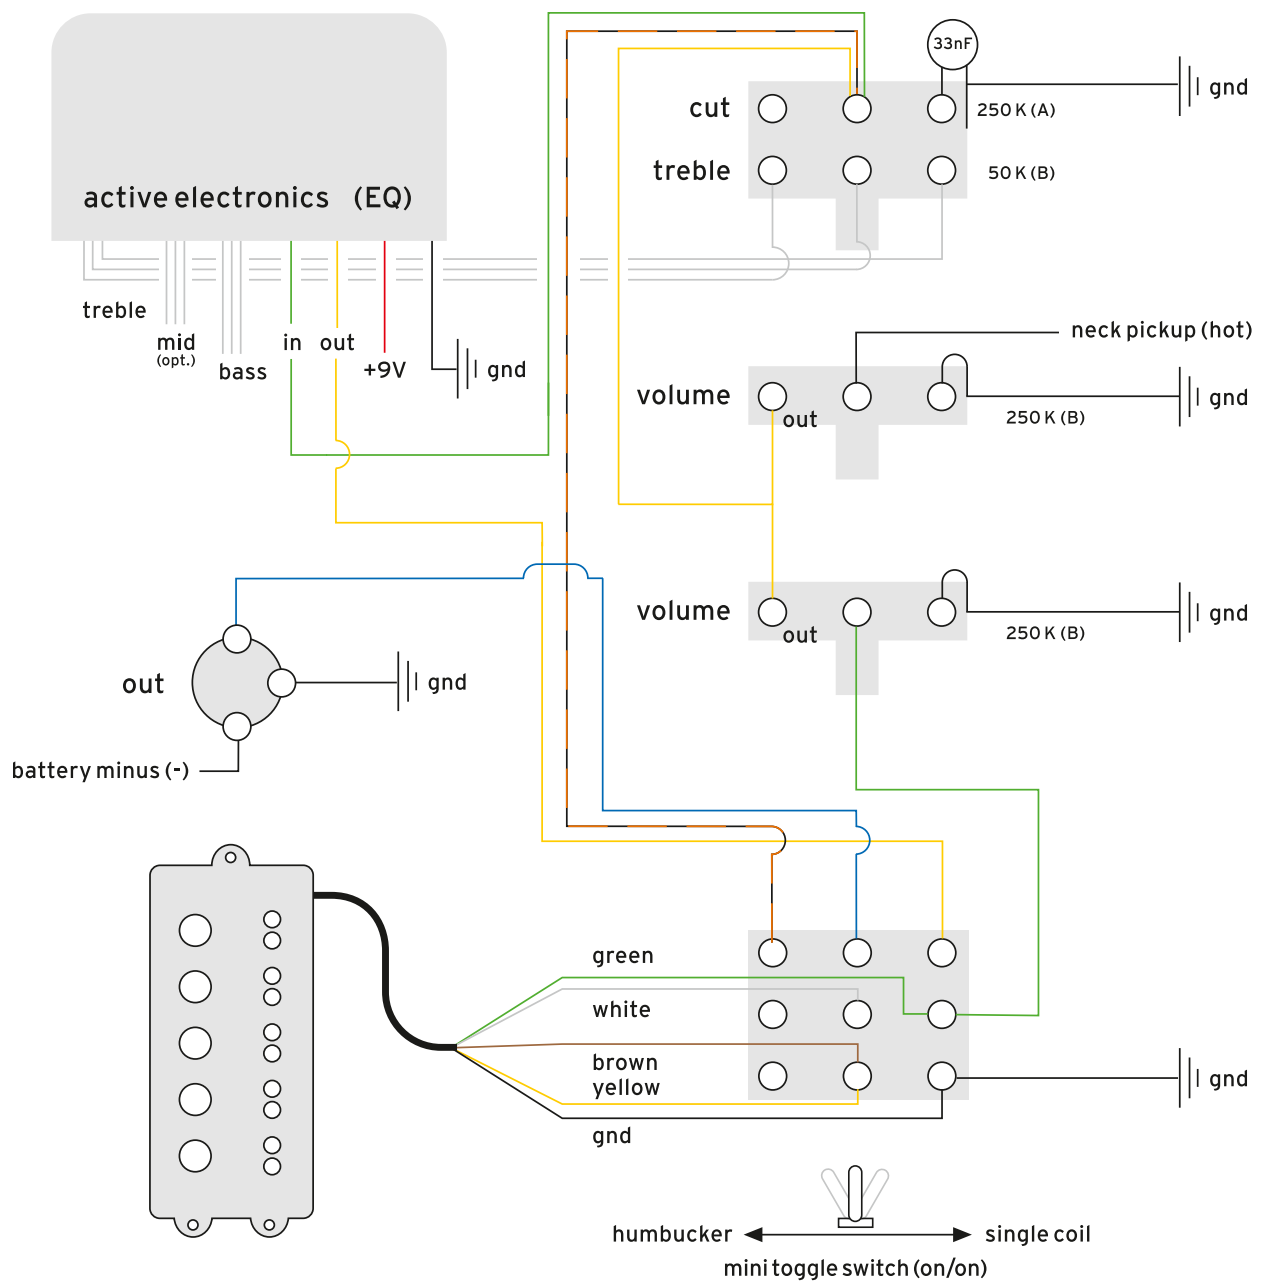 33nF
gnd
cut
250 K (A)
treble
50 K (B)
active electronics (EQ)
treble
mid
(opt.)
bass
in
out
+9V
gnd
neck pickup (hot)
volume
out
gnd
250 K (B)
volume
out
gnd
250 K (B)
out
gnd
battery minus (-)
green
white
brown
yellow
gnd
gnd
humbucker
single coil
mini toggle switch (on/on)